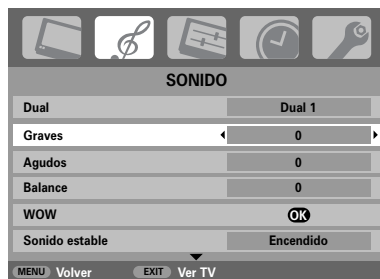 SONIDO
Dual Dual 1
Graves 0
Agudos 0
Balance 0
WOW OK
Sonido estable Encendido
MENU Volver EXIT Ver TV